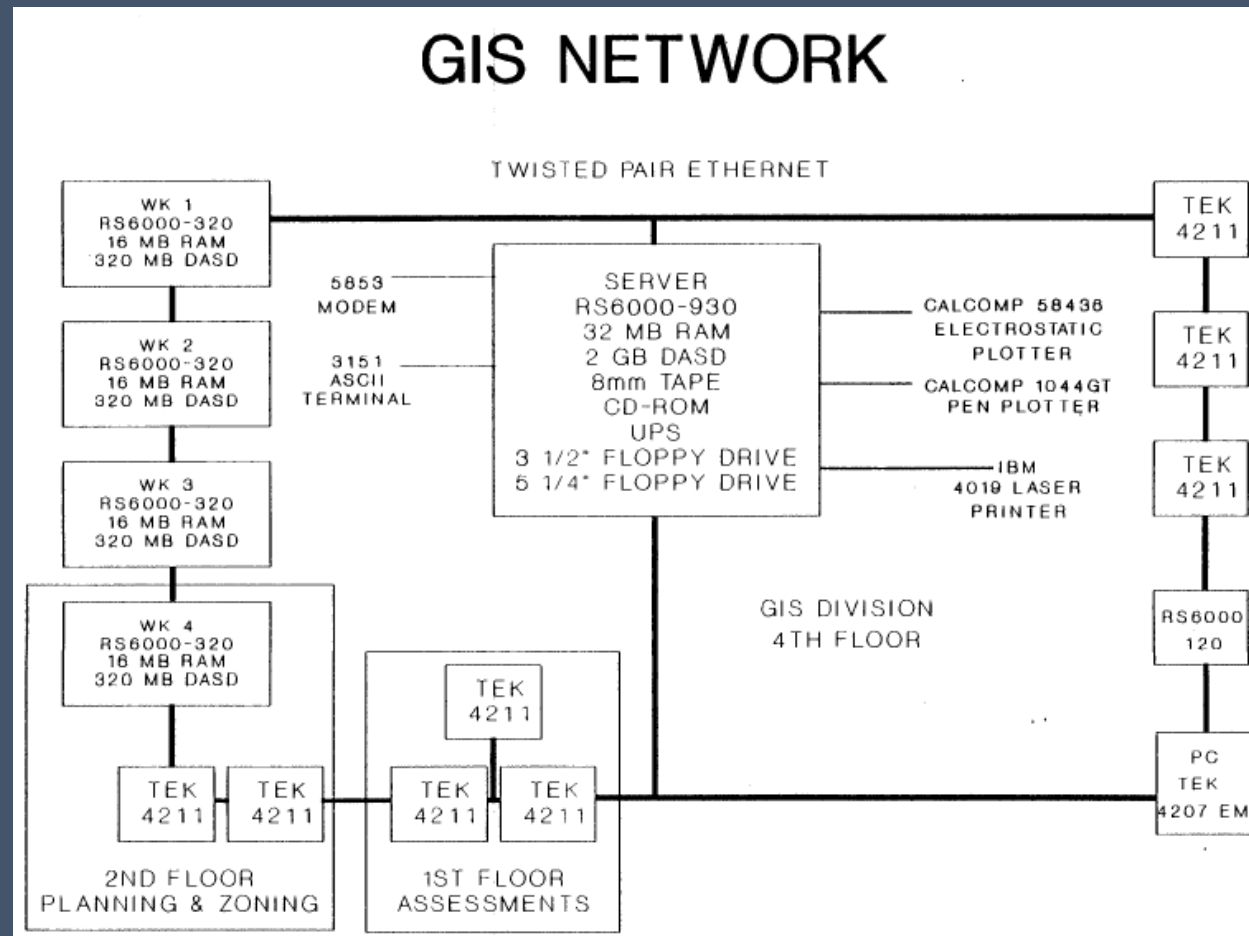 GIS NETWORK
TWISTED PAIR ETHERNET
WK 1
RS6000-320
16 MB RAM
320 MB DASD
WK 2
RS6000-320
16 MB RAM
320 MB DASD
WK 3
RS6000-320
16 MB RAM
320 MB DASD
WK 4
RS6000-320
16 MB RAM
320 MB DASD
TEK
4211
TEK
4211
2ND FLOOR
PLANNING & ZONING
5853
MODEM
3151
ASCII
TERMINAL
SERVER
RS6000-930
32 MB RAM
2 GB DASD
8mm TAPE
CD-ROM
UPS
3 1/2" FLOPPY DRIVE
5 1/4" FLOPPY DRIVE
CALCOMP 58436
ELECTROSTATIC
PLOTTER
CALCOMP 1044GT
PEN PLOTTER
IBM
4019 LASER
PRINTER
GIS DIVISION
4TH FLOOR
TEK
4211
TEK
4211
TEK
4211
1ST FLOOR
ASSESSMENTS
TEK
4211
TEK
4211
TEK
4211
RS6000
120
PC
TEK
4207 EM